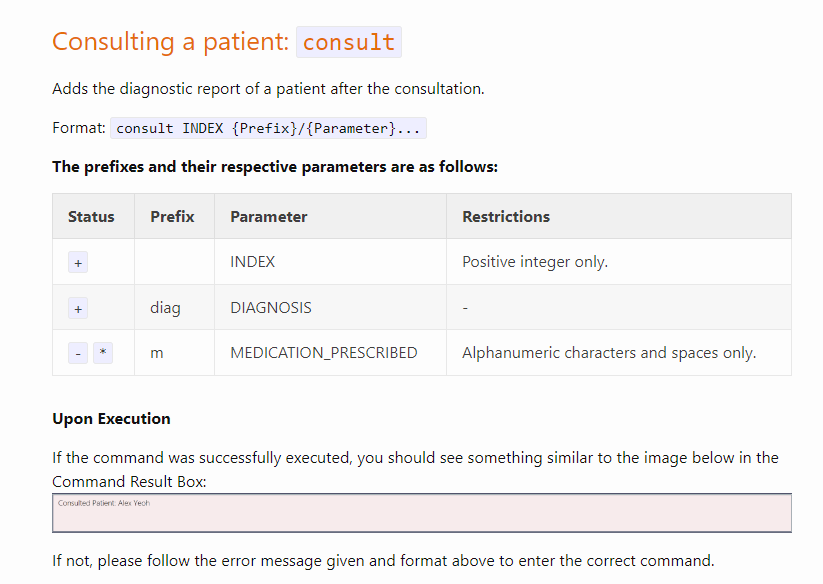 Consulting a patient: consult
Adds the diagnostic report of a patient after the consultation.
Format: consult INDEX {Prefix}/{Parameter}...
The prefixes and their respective parameters are as follows:
Status Prefix Parameter Restrictions
+ INDEX Positive integer only.
+ diag DIAGNOSIS -
- * m MEDICATION_PRESCRIBED Alphanumeric characters and spaces only.
Upon Execution
If the command was successfully executed, you should see something similar to the image below in the
Command Result Box:
Consulted Patient: Alex Yeoh
If not, please follow the error message given and format above to enter the correct command.